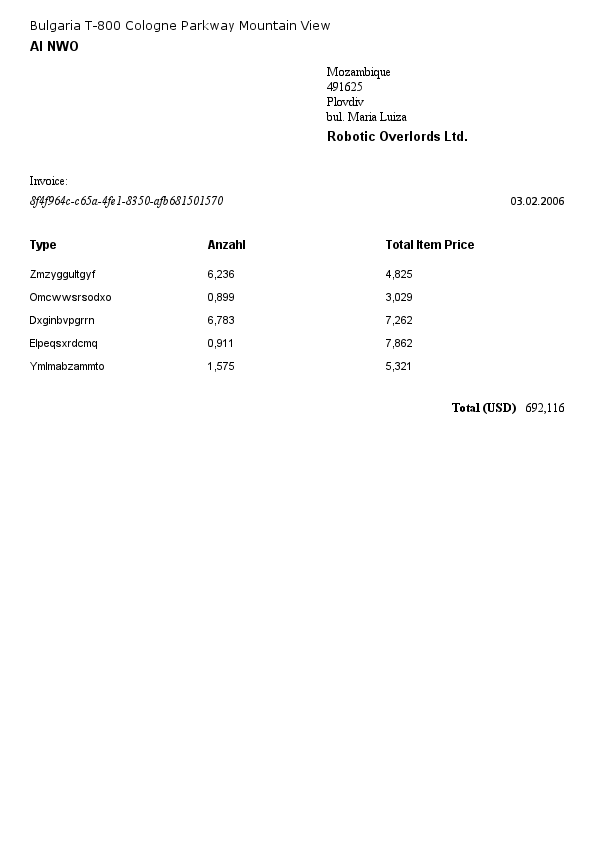 Bulgaria T-800 Cologne Parkway Mountain View
AI NWO
Mozambique
491625
Plovdiv
bul. Maria Luiza
Robotic Overlords Ltd.
Invoice:
8f4f964c-c65a-4fe1-8350-afb681501570 03.02.2006
Type Anzahl Total Item Price
Zmzyggultgyf 6,236 4,825
Omcwwsrsodxo 0,899 3,029
Dxginbvpgrrn 6,783 7,262
Elpeqsxrdcmq 0,911 7,862
Ymlmabzammto 1,575 5,321
Total (USD) 692,116